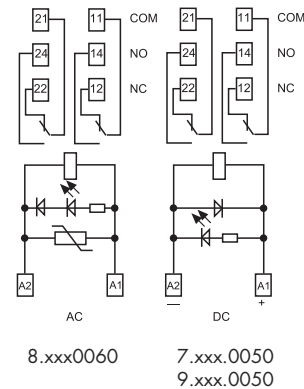 21 11 COM 21 11 COM
24 14 NO 24 14 NO
22 12 NC 22 12 NC
A2 A1 A2 A1
— +
AC DC
8.xxx0060 7.xxx.0050
9.xxx.0050